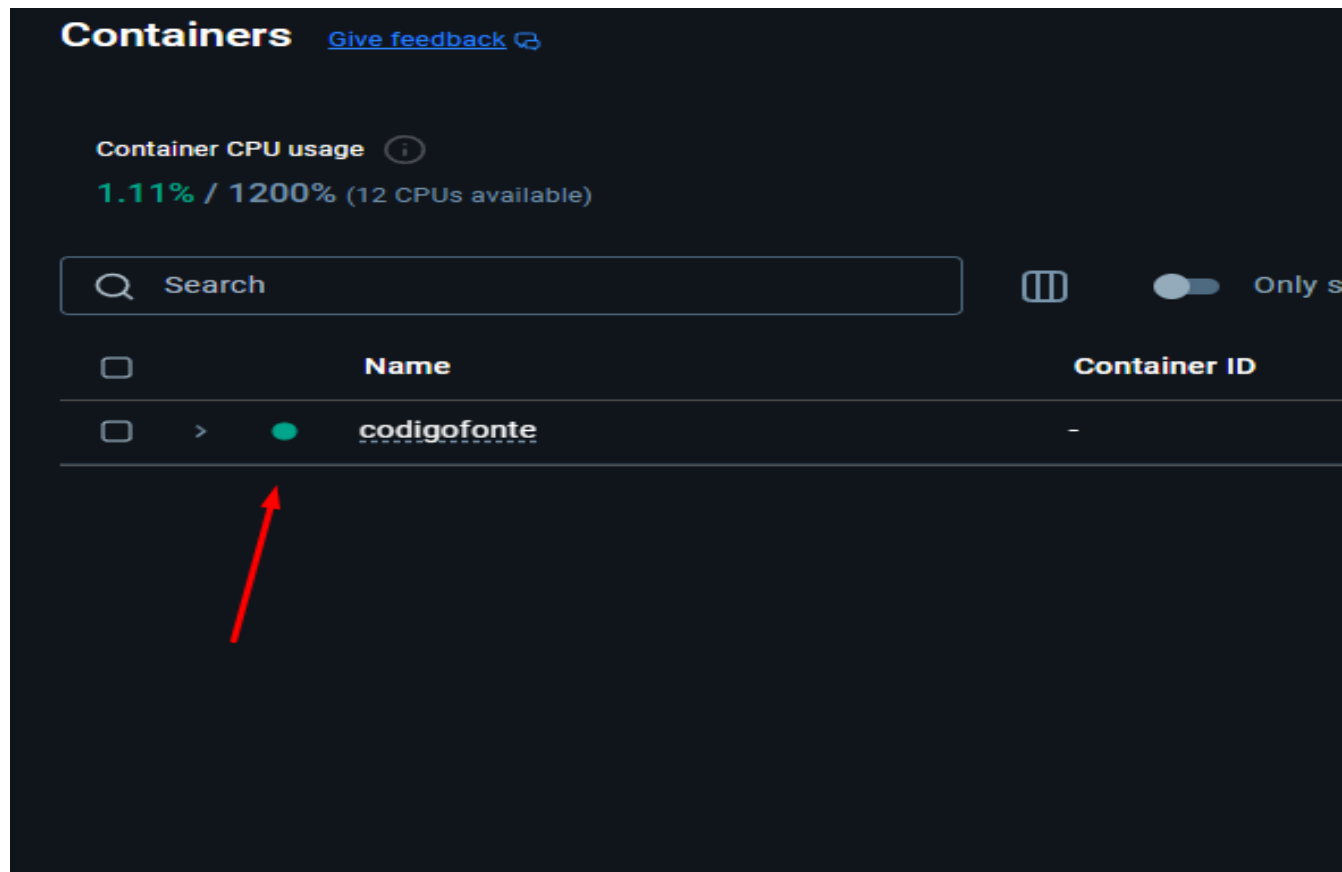 Containers Give feedback
Container CPU usage
1.11% / 1200% (12 CPUs available)
Search
Only s
Name Container ID
codigofonte -